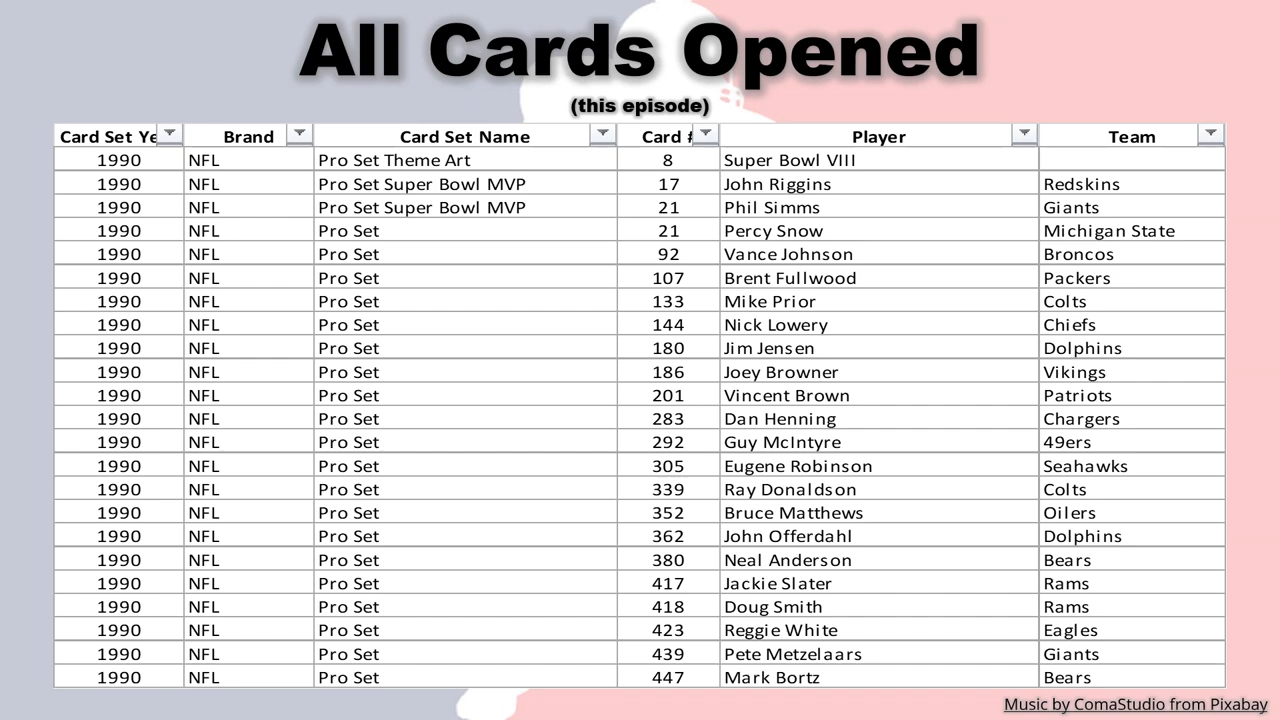 All Cards Opened
(this episode)
Card Set Ye Brand Card Set Name Card # Player Team
1990 NFL Pro Set Theme Art 8 Super Bowl VIII
1990 NFL Pro Set Super Bowl MVP 17 John Riggins Redskins
1990 NFL Pro Set Super Bowl MVP 21 Phil Simms Giants
1990 NFL Pro Set 21 Percy Snow Michigan State
1990 NFL Pro Set 92 Vance Johnson Broncos
1990 NFL Pro Set 107 Brent Fullwood Packers
1990 NFL Pro Set 133 Mike Prior Colts
1990 NFL Pro Set 144 Nick Lowery Chiefs
1990 NFL Pro Set 180 Jim Jensen Dolphins
1990 NFL Pro Set 186 Joey Browner Vikings
1990 NFL Pro Set 201 Vincent Brown Patriots
1990 NFL Pro Set 283 Dan Henning Chargers
1990 NFL Pro Set 292 Guy McIntyre 49ers
1990 NFL Pro Set 305 Eugene Robinson Seahawks
1990 NFL Pro Set 339 Ray Donaldson Colts
1990 NFL Pro Set 352 Bruce Matthews Oilers
1990 NFL Pro Set 362 John Offerdahl Dolphins
1990 NFL Pro Set 380 Neal Anderson Bears
1990 NFL Pro Set 417 Jackie Slater Rams
1990 NFL Pro Set 418 Doug Smith Rams
1990 NFL Pro Set 423 Reggie White Eagles
1990 NFL Pro Set 439 Pete Metzelaars Giants
1990 NFL Pro Set 447 Mark Bortz Bears
Music by ComaStudio from Pixabay